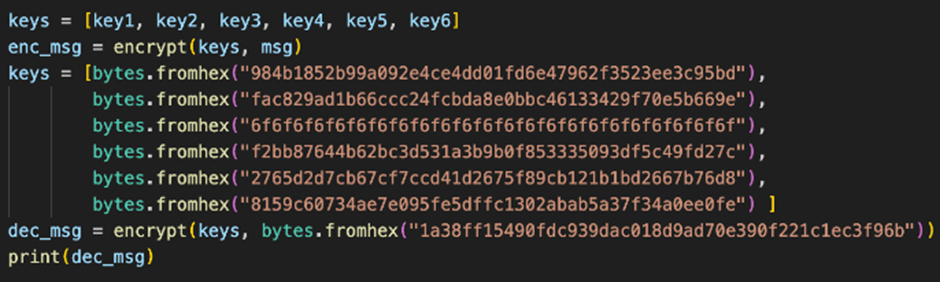 keys = [key1, key2, key3, key4, key5, key6]
enc_msg = encrypt(keys, msg)
keys = [bytes.fromhex("984b1852b99a092e4ce4dd01fd6e47962f3523ee3c95bd"),
bytes.fromhex("fac829ad1b66ccc24fcbda8e0bbc46133429f70e5b669e"),
bytes.fromhex("6f6f6f6f6f6f6f6f6f6f6f6f6f6f6f6f6f6f6f6f6f6f6f"),
bytes.fromhex("f2bb87644b62bc3d531a3b9b0f853335093df5c49fd27c"),
bytes.fromhex("2765d2d7cb67cf7ccd41d2675f89cb121b1bd2667b76d8"),
bytes.fromhex("8159c60734ae7e095fe5dffc1302abab5a37f34a0ee0fe") ]
dec_msg = encrypt(keys, bytes.fromhex("1a38ff15490fdc939dac018d9ad70e390f221c1ec3f96b"))
print(dec_msg)